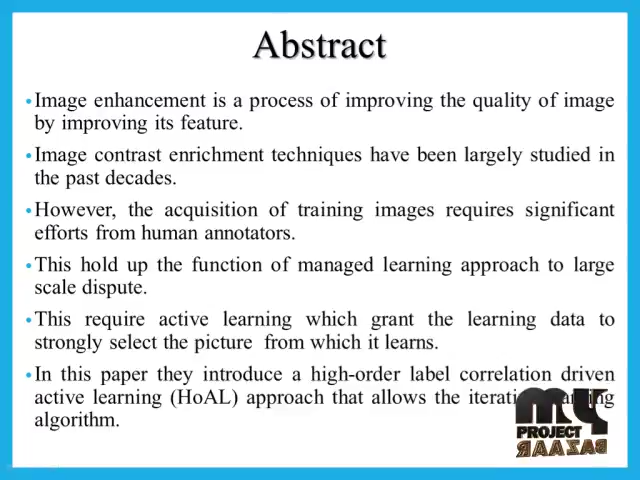 Abstract
•Image enhancement is a process of improving the quality of image
by improving its feature.
•Image contrast enrichment techniques have been largely studied in
the past decades.
•However, the acquisition of training images requires significant
efforts from human annotators.
•This hold up the function of managed learning approach to large
scale dispute.
•This require active learning which grant the learning data to
strongly select the picture from which it learns.
•In this paper they introduce a high-order label correlation driven
active learning (HoAL) approach that allows the
algorithm.
MY
PROJECT
BAZAAR